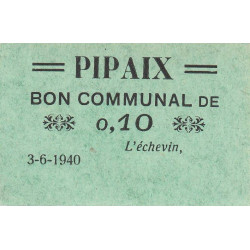 PIPAIX
BON COMMUNAL DE
0,10
L'échevin,
3-6-1940